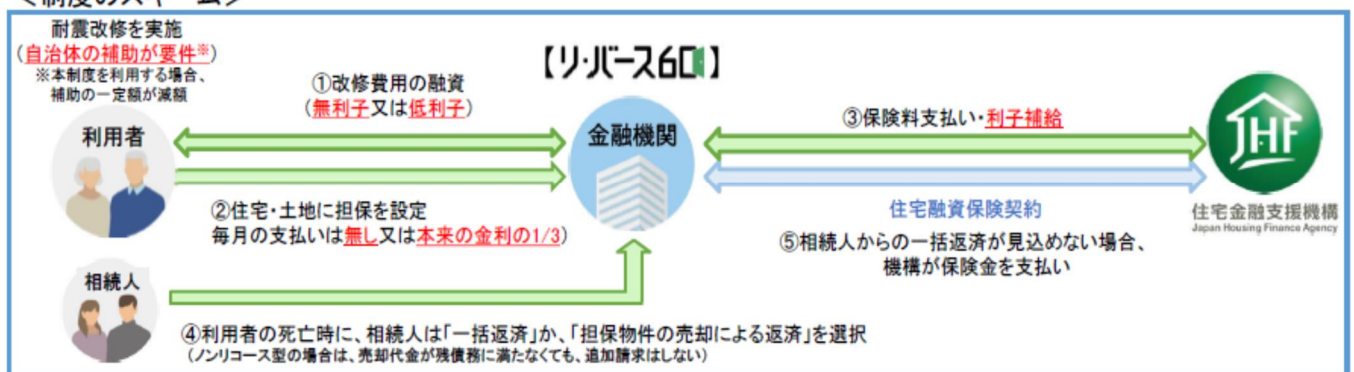 ＜制度のスキーム＞
耐震改修を実施
（自治体の補助が要件※）
※本制度を利用する場合、
補助の一定額が減額
利用者
①改修費用の融資
（無利子又は低利子）
【リ・バース60】
金融機関
③保険料支払い・利子補給
JHF
住宅金融支援機構
Japan Housing Finance Agency
②住宅・土地に担保を設定
毎月の支払いは無し又は本来の金利の1/3）
住宅融資保険契約
⑤相続人からの一括返済が見込めない場合、
機構が保険金を支払い
相続人
④利用者の死亡時に、相続人は「一括返済」か、「担保物件の売却による返済」を選択
（ノンリコース型の場合は、売却代金が残債務に満たなくても、追加請求はしない）